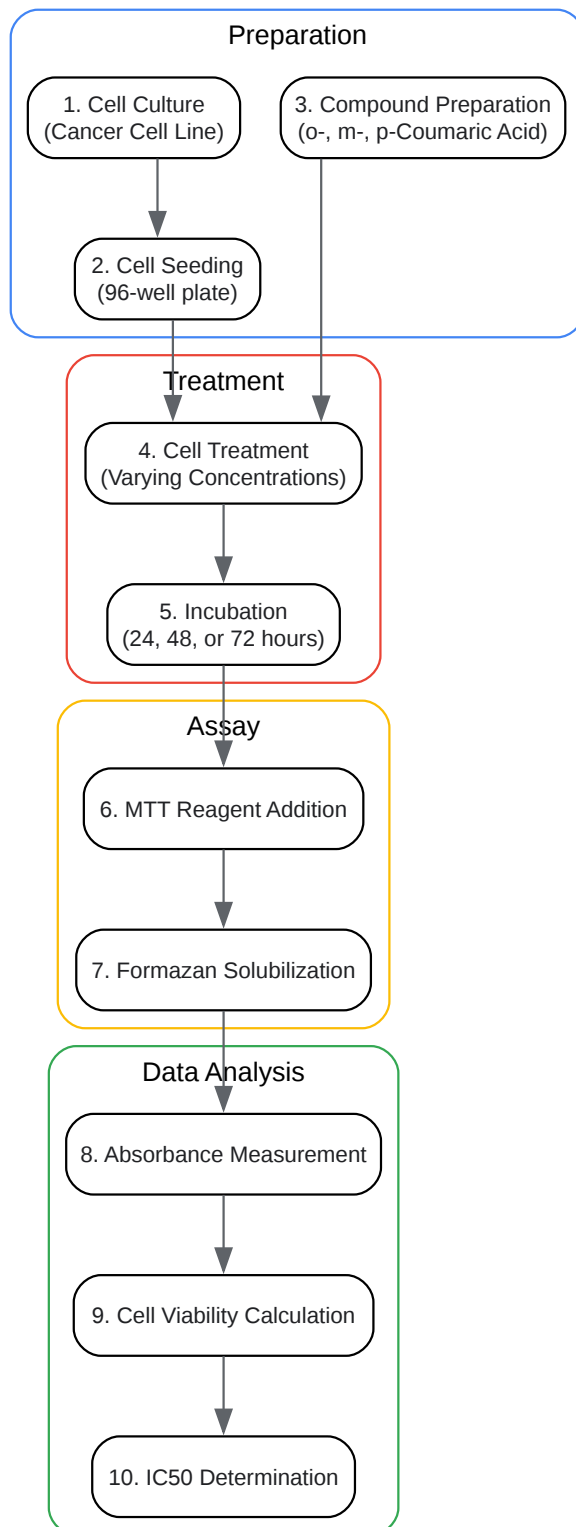 Preparation
1. Cell Culture
(Cancer Cell Line)
3. Compound Preparation
(o-, m-, p-Coumaric Acid)
2. Cell Seeding
(96-well plate)
Treatment
4. Cell Treatment
(Varying Concentrations)
5. Incubation
(24, 48, or 72 hours)
Assay
6. MTT Reagent Addition
7. Formazan Solubilization
Data Analysis
8. Absorbance Measurement
9. Cell Viability Calculation
10. IC50 Determination